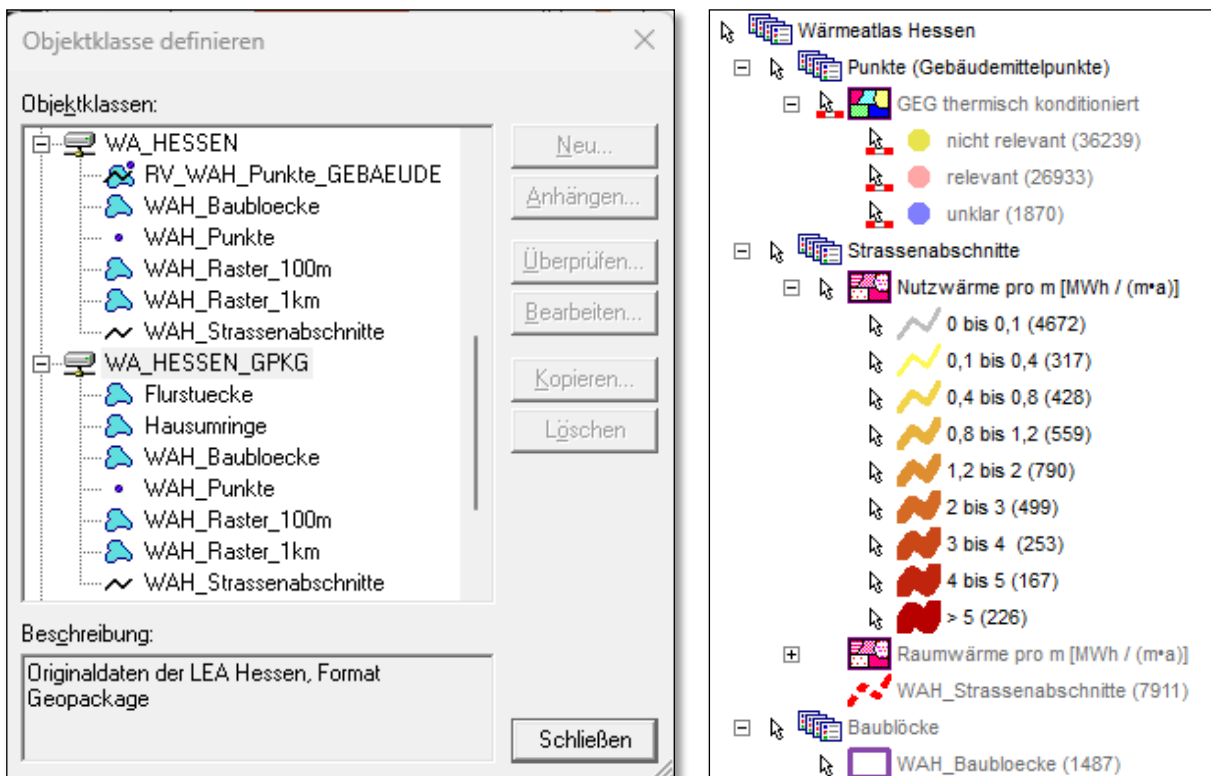 Objektklasse definieren
Objektklassen:
WA_HESSEN
RV_WAH_Punkte_GEBAEUDE
WAH_Baubloecke
WAH_Punkte
WAH_Raster_100m
WAH_Raster_1km
WAH_Strassenabschnitte
WA_HESSEN_GPKG
Flurstuecke
Hausumringe
WAH_Baubloecke
WAH_Punkte
WAH_Raster_100m
WAH_Raster_1km
WAH_Strassenabschnitte
Neu...
Anhängen...
Überprüfen...
Bearbeiten...
Kopieren...
Löschen
Beschreibung:
Originaldaten der LEA Hessen, Format
Geopackage
Schließen
Wärmeatlas Hessen
Punkte (Gebäudemittelpunkte)
GEG thermisch konditioniert
nicht relevant (36239)
relevant (26933)
unklar (1870)
Strassenabschnitte
Nutzwärme pro m [MWh / (m•a)]
0 bis 0,1 (4672)
0,1 bis 0,4 (317)
0,4 bis 0,8 (428)
0,8 bis 1,2 (559)
1,2 bis 2 (790)
2 bis 3 (499)
3 bis 4 (253)
4 bis 5 (167)
> 5 (226)
Raumwärme pro m [MWh / (m•a)]
WAH_Strassenabschnitte (7911)
Baublöcke
WAH_Baubloecke (1487)